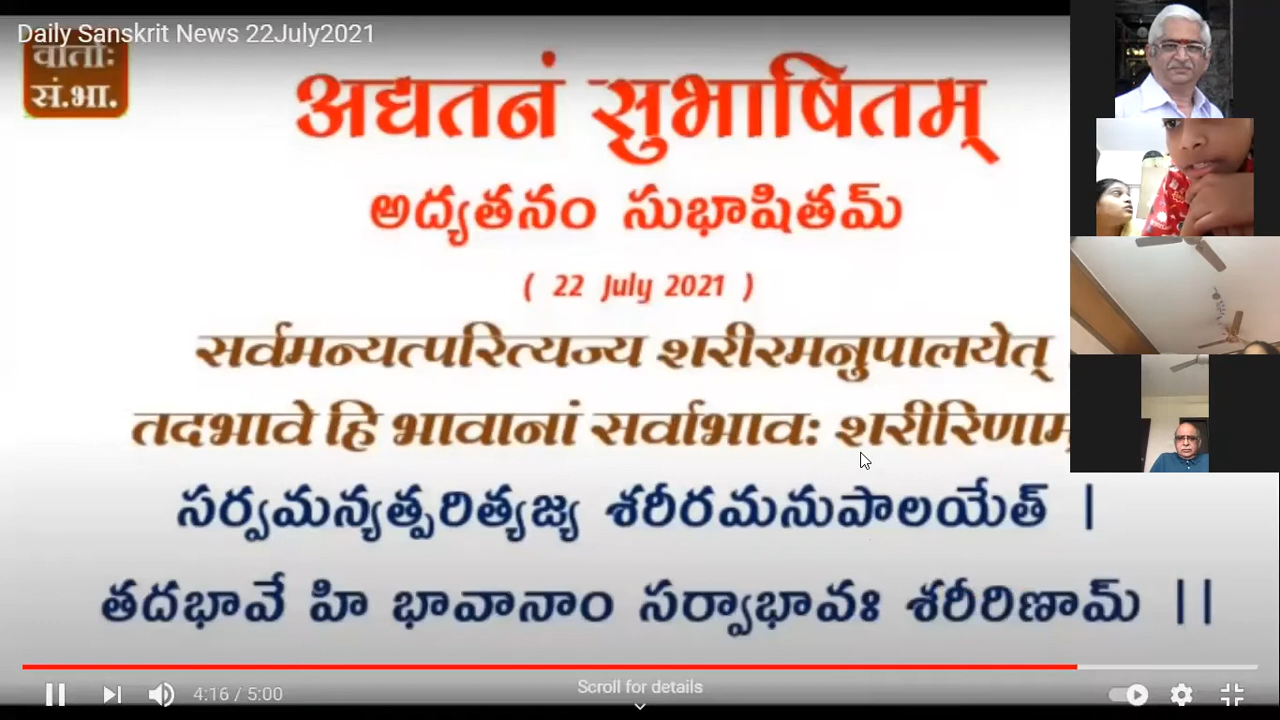 Daily Sanskrit News 22July2021
वार्ताः
सं.भा.
अद्यतनं सुभाषितम्
అద్యతనం సుభాషితమ్
( 22 July 2021 )
सर्वमन्यत्परित्यज्य शरीरमनुपालयेत्
तदभावे हि भावानां सर्वाभावः शरीरिणाम्
సర్వమన్యత్పరిత్యజ్య శరీరమనుపాలయేత్ |
తదభావే హి భావానాం సర్వాభావః శరీరిణామ్ ||
4:16 / 5:00
Scroll for details